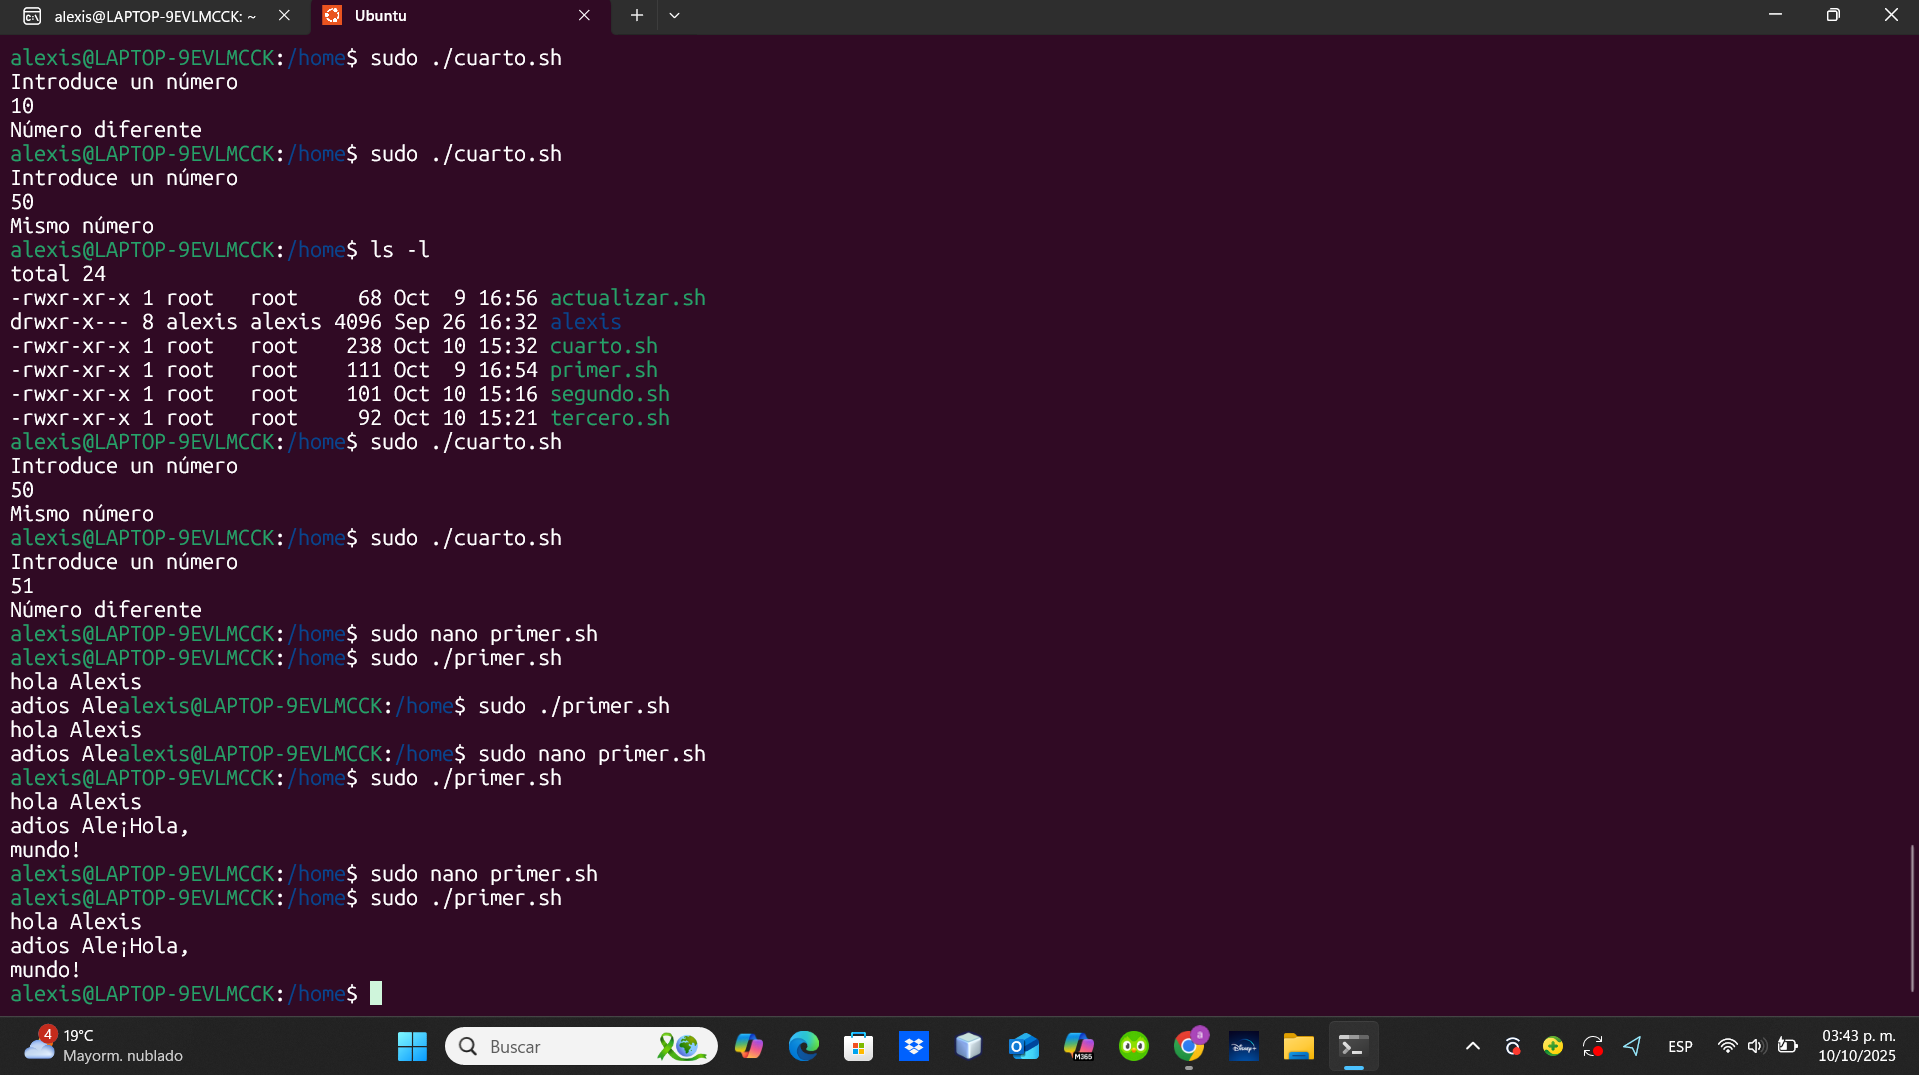 alexis@LAPTOP-9EVLMCCK: ~
Ubuntu
alexis@LAPTOP-9EVLMCCK:/home$ sudo ./cuarto.sh
Introduce un número
10
Número diferente
alexis@LAPTOP-9EVLMCCK:/home$ sudo ./cuarto.sh
Introduce un número
50
Mismo número
alexis@LAPTOP-9EVLMCCK:/home$ ls -l
total 24
-rwxr-xr-x 1 root   root     68 Oct  9 16:56 actualizar.sh
drwxr-x--- 8 alexis alexis 4096 Sep 26 16:32 alexis
-rwxr-xr-x 1 root   root    238 Oct 10 15:32 cuarto.sh
-rwxr-xr-x 1 root   root    111 Oct  9 16:54 primer.sh
-rwxr-xr-x 1 root   root    101 Oct 10 15:16 segundo.sh
-rwxr-xr-x 1 root   root     92 Oct 10 15:21 tercero.sh
alexis@LAPTOP-9EVLMCCK:/home$ sudo ./cuarto.sh
Introduce un número
50
Mismo número
alexis@LAPTOP-9EVLMCCK:/home$ sudo ./cuarto.sh
Introduce un número
51
Número diferente
alexis@LAPTOP-9EVLMCCK:/home$ sudo nano primer.sh
alexis@LAPTOP-9EVLMCCK:/home$ sudo ./primer.sh
hola Alexis
adios Alealexis@LAPTOP-9EVLMCCK:/home$ sudo ./primer.sh
hola Alexis
adios Alealexis@LAPTOP-9EVLMCCK:/home$ sudo nano primer.sh
alexis@LAPTOP-9EVLMCCK:/home$ sudo ./primer.sh
hola Alexis
adios Ale¡Hola,
mundo!
alexis@LAPTOP-9EVLMCCK:/home$ sudo nano primer.sh
alexis@LAPTOP-9EVLMCCK:/home$ sudo ./primer.sh
hola Alexis
adios Ale¡Hola,
mundo!
alexis@LAPTOP-9EVLMCCK:/home$
4
19°C
Mayorm. nublado
Buscar
M365
a
Disney+
ESP
03:43 p. m.
10/10/2025